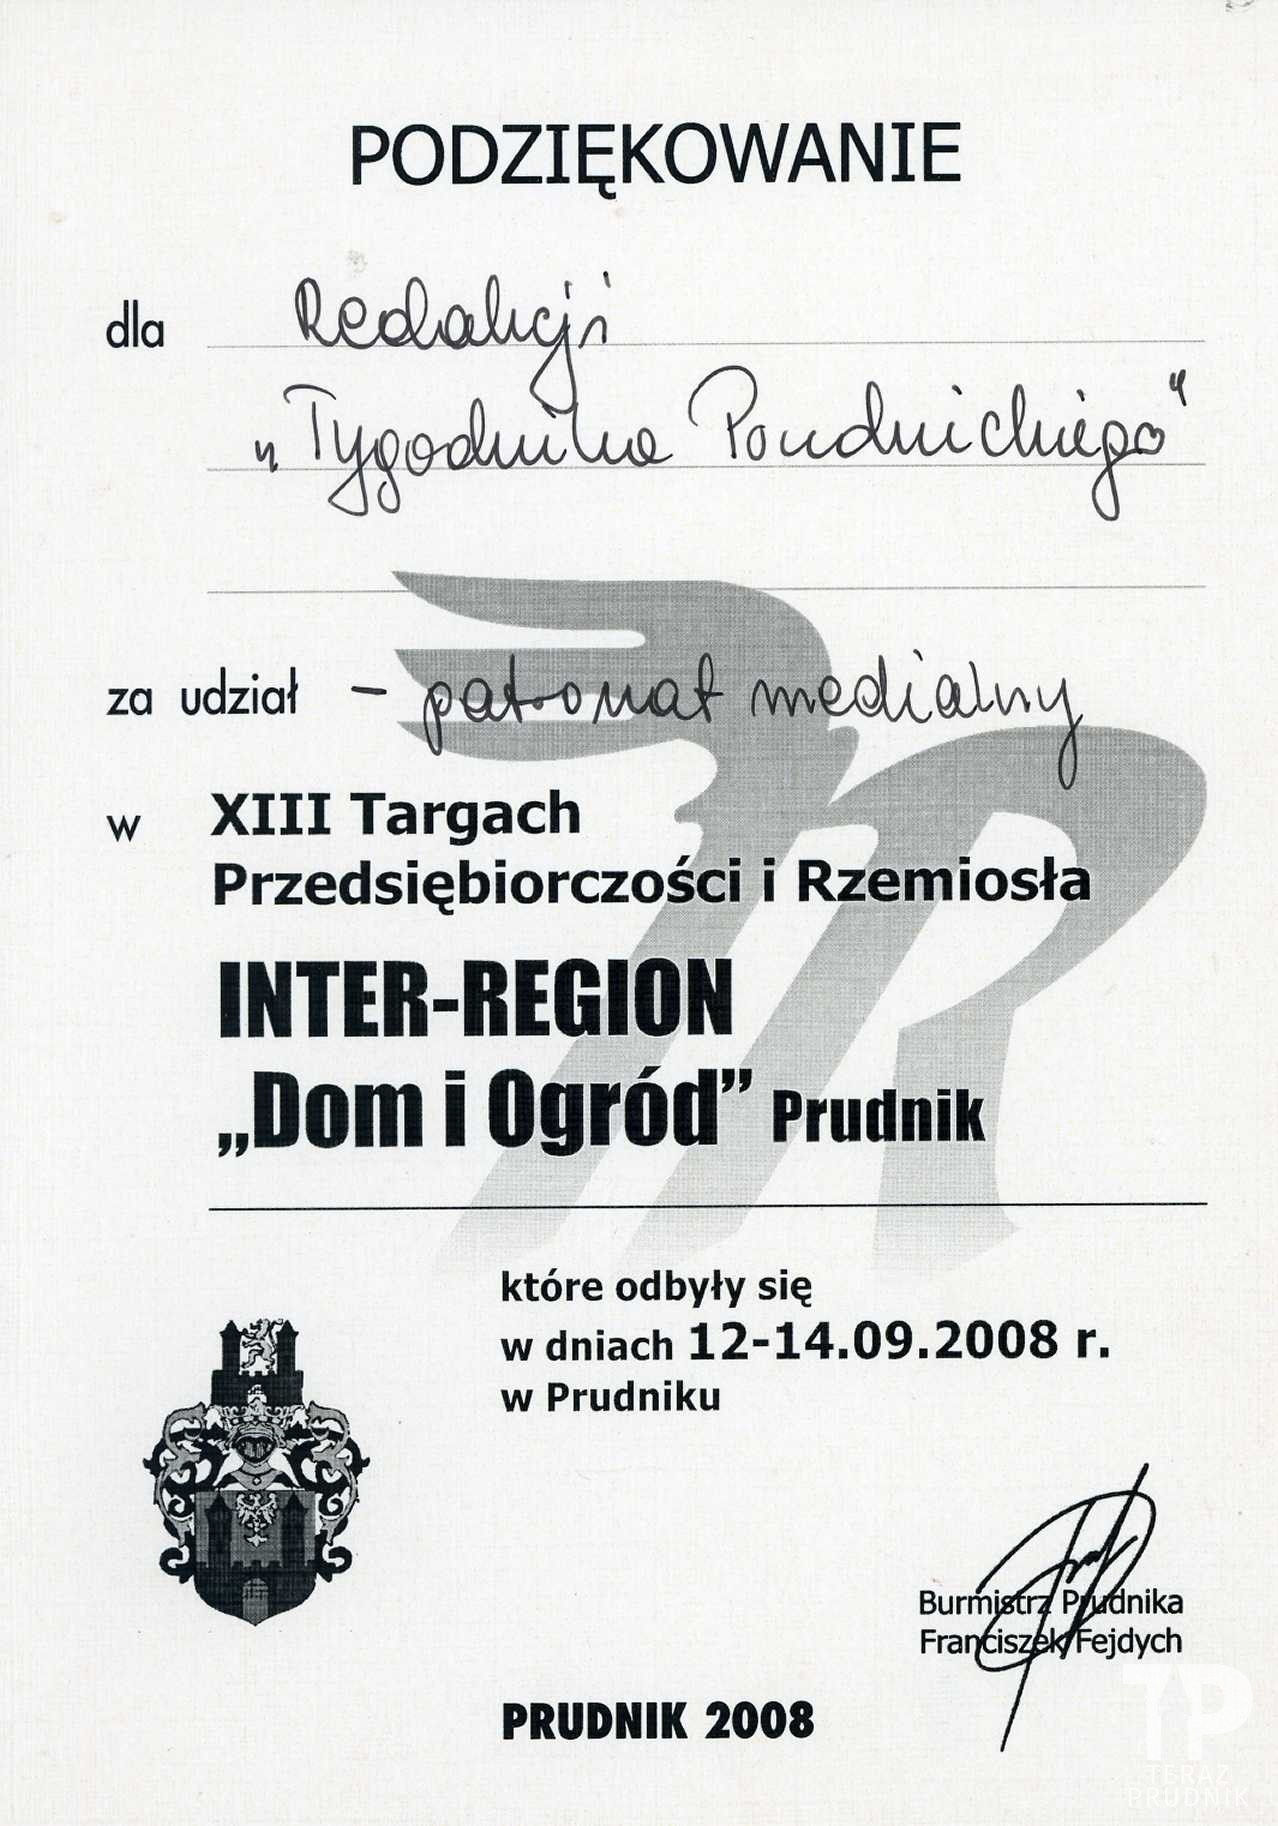 PODZIĘKOWANIE
dla Redakcji
„Tygodnika Prudnickiego"
za udział - patronat medialny
w XIII Targach
Przedsiębiorczości i Rzemiosła
INTER-REGION
„Dom i Ogród” Prudnik
które odbyły się
w dniach 12-14.09.2008 r.
w Prudniku
Burmistrz Prudnika
Franciszek Fejdych
PRUDNIK 2008
TP
TERAZ
PRUDNIK